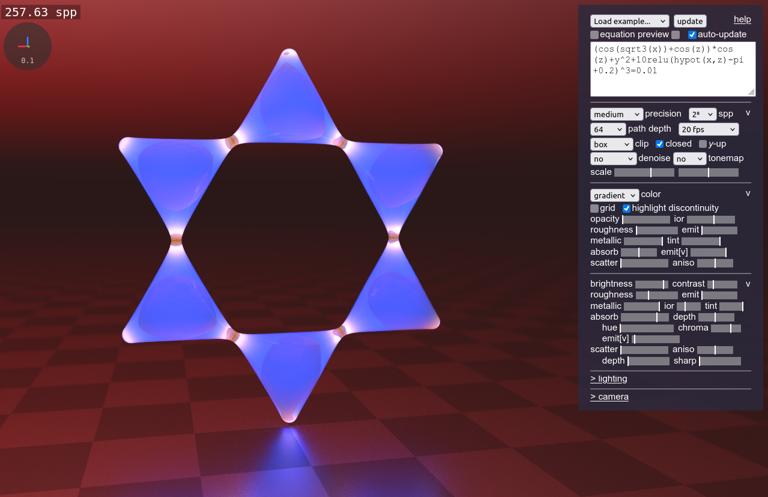 257.63 spp
0.1
Load example... update help
equation preview auto-update
(cos(sqrt3(x))+cos(z))*cos
(z)+y^2+10relu(hypot(x,z)-pi
+0.2)^3=0.01
medium precision 2⁴ spp v
64 path depth 20 fps
box clip closed y-up
no denoise no tonemap
scale
gradient color v
grid highlight discontinuity
opacity ior
roughness emit
metallic tint
absorb emit[v]
scatter aniso
brightness contrast v
roughness emit
metallic ior tint
absorb depth
hue chroma
emit[v]
scatter aniso
depth sharp
> lighting
> camera